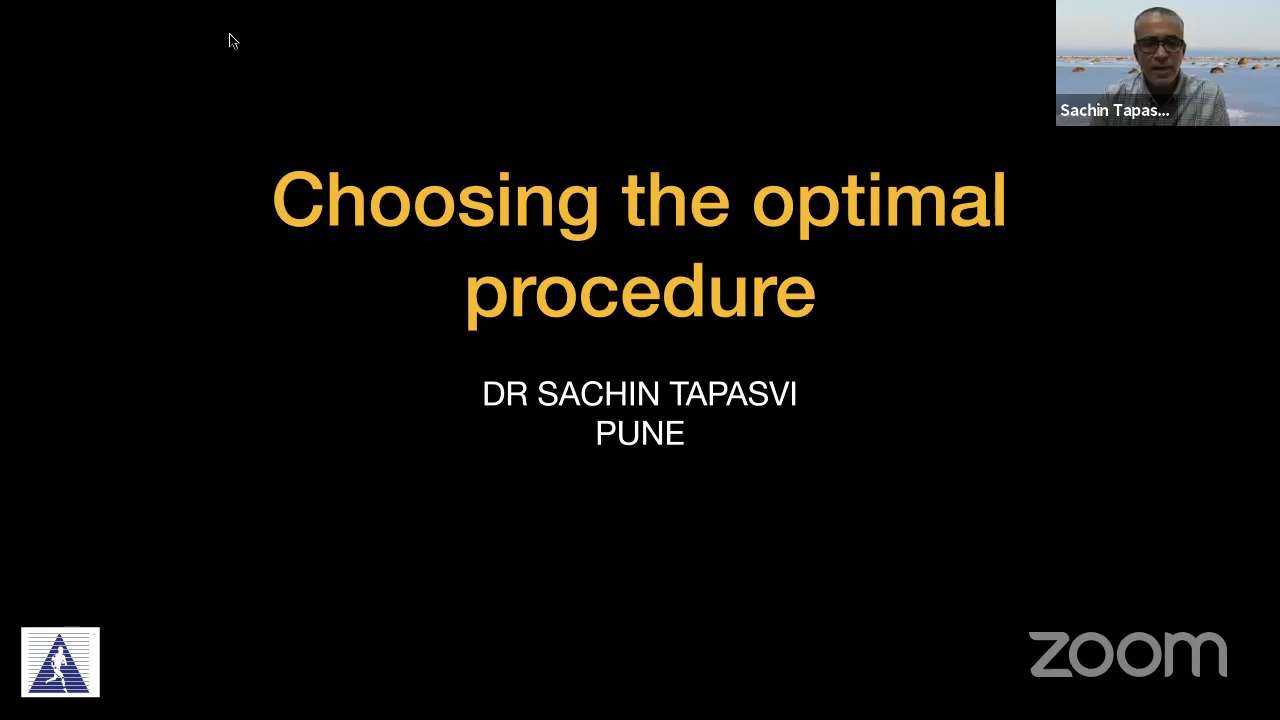 Sachin Tapas...
Choosing the optimal
procedure
DR SACHIN TAPASVI
PUNE
zoom